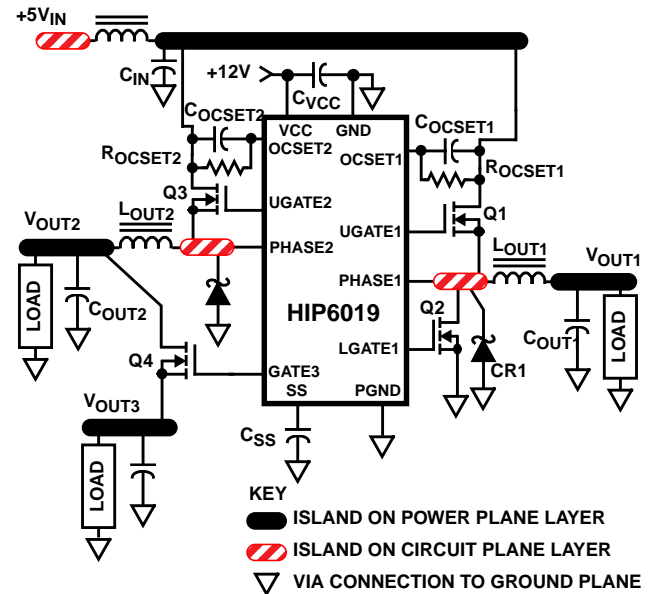 +5VIN
CIN
+12V
CVCC
COCSET2
VCC
GND
COCSET1
OCSET2
OCSET1
ROCSET2
ROCSET1
Q3
UGATE2
Q1
UGATE1
VOUT2
LOUT2
LOUT1
VOUT1
PHASE2
PHASE1
HIP6019
LOAD
COUT2
Q2
COUT1
LOAD
Q4
LGATE1
CR1
GATE3
SS
PGND
VOUT3
CSS
LOAD
KEY
ISLAND ON POWER PLANE LAYER
ISLAND ON CIRCUIT PLANE LAYER
VIA CONNECTION TO GROUND PLANE